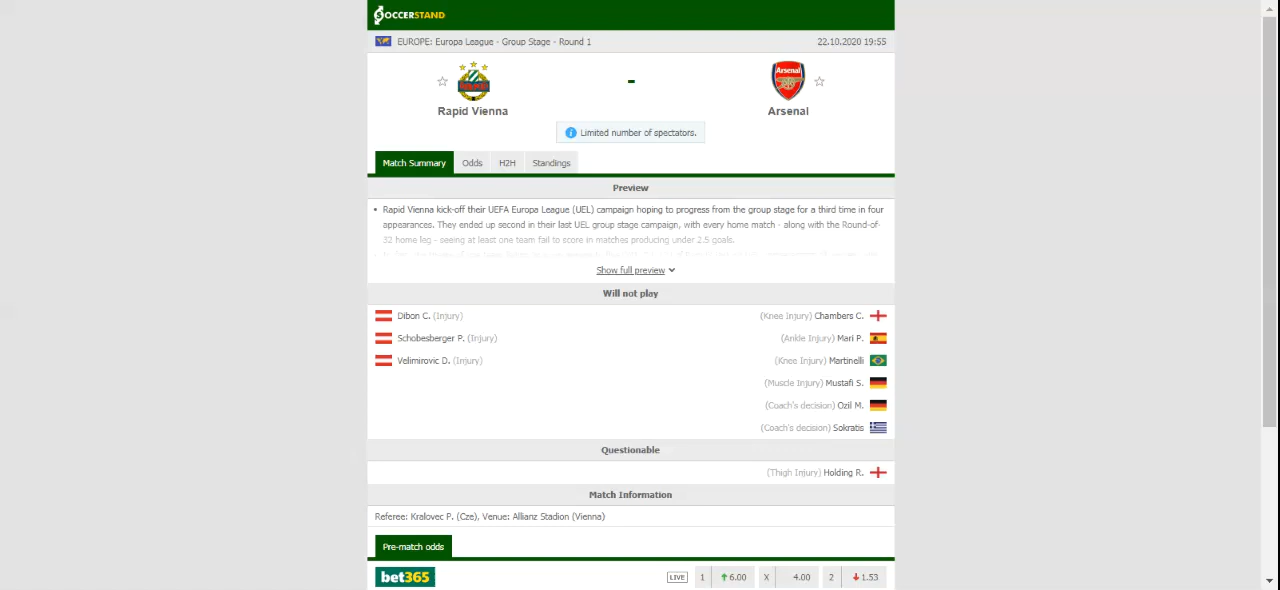 SOCCERSTAND
EUROPE: Europa League - Group Stage - Round 1 22.10.2020 19:55
Rapid Vienna - Arsenal
Limited number of spectators.
Match Summary Odds H2H Standings
Preview
• Rapid Vienna kick-off their UEFA Europa League (UEL) campaign hoping to progress from the group stage for a third time in four
appearances. They ended up second in their last UEL group stage campaign, with every home match - along with the Round-of-
32 home leg - seeing at least one team fail to score in matches producing under 2.5 goals.
Show full preview
Will not play
Dibon C. (Injury) (Knee Injury) Chambers C.
Schobesberger P. (Injury) (Ankle Injury) Mari P.
Velimirovic D. (Injury) (Knee Injury) Martinelli
(Muscle Injury) Mustafi S.
(Coach's decision) Ozil M.
(Coach's decision) Sokratis
Questionable
(Thigh Injury) Holding R.
Match Information
Referee: Kralovec P. (Cze), Venue: Allianz Stadion (Vienna)
Pre-match odds
bet365 LIVE 1 6.00 X 4.00 2 1.53